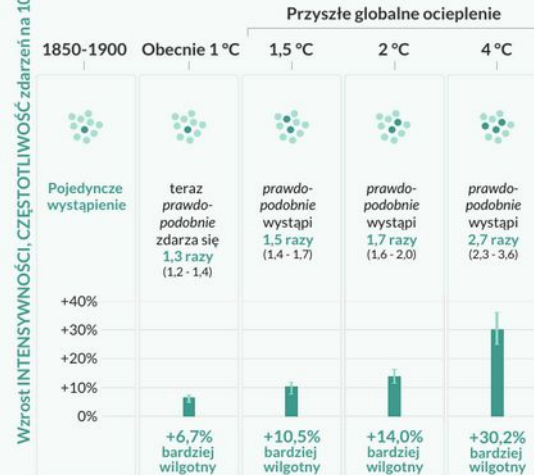 Przyszłe globalne ocieplenie
1850-1900 Obecnie 1 °C 1,5 °C 2 °C 4 °C
Wzrost INTENSYWNOŚCI, CZĘSTOTLIWOŚĆ zdarzeń na 10
Pojedyncze
wystąpienie
teraz
prawdo-
podobnie
zdarza się
1,3 razy
(1,2 - 1,4)
prawdo-
podobnie
wystąpi
1,5 razy
(1,4 - 1,7)
prawdo-
podobnie
wystąpi
1,7 razy
(1,6 - 2,0)
prawdo-
podobnie
wystąpi
2,7 razy
(2,3 - 3,6)
+40%
+30%
+20%
+10%
0%
+6,7%
bardziej
wilgotny
+10,5%
bardziej
wilgotny
+14,0%
bardziej
wilgotny
+30,2%
bardziej
wilgotny